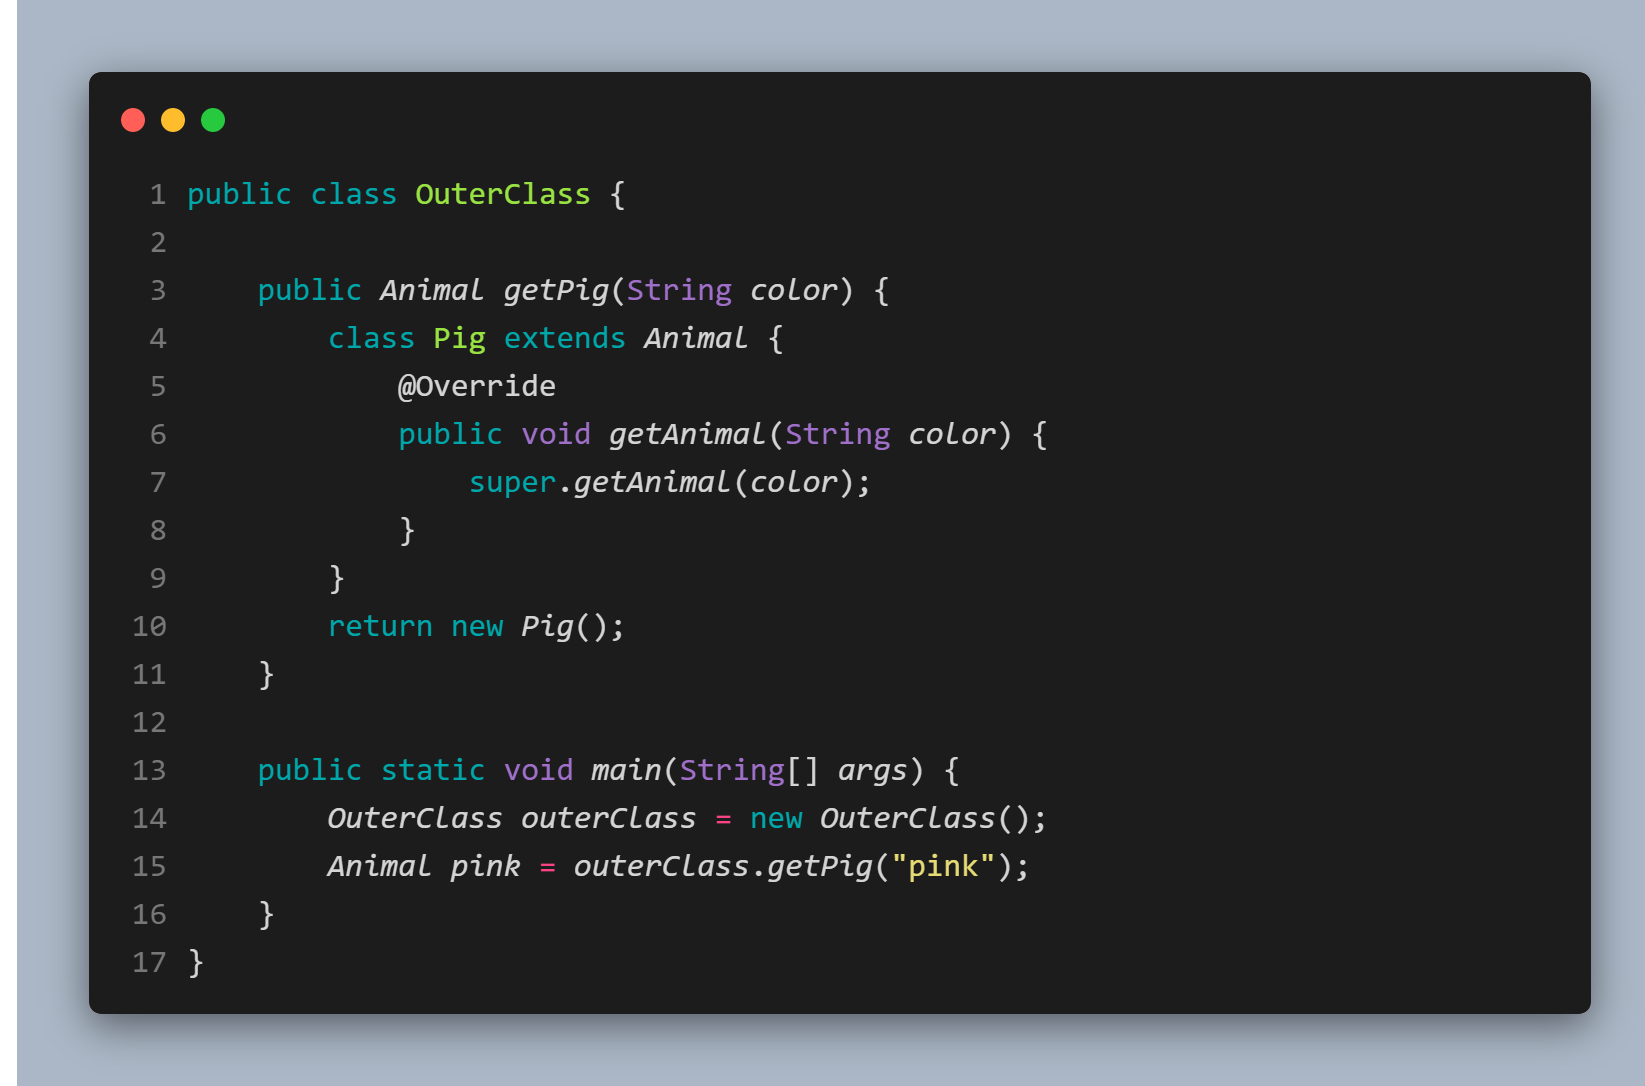 1 public class OuterClass {
2
3     public Animal getPig(String color) {
4         class Pig extends Animal {
5             @Override
6             public void getAnimal(String color) {
7                 super.getAnimal(color);
8             }
9         }
10         return new Pig();
11     }
12
13     public static void main(String[] args) {
14         OuterClass outerClass = new OuterClass();
15         Animal pink = outerClass.getPig("pink");
16     }
17 }